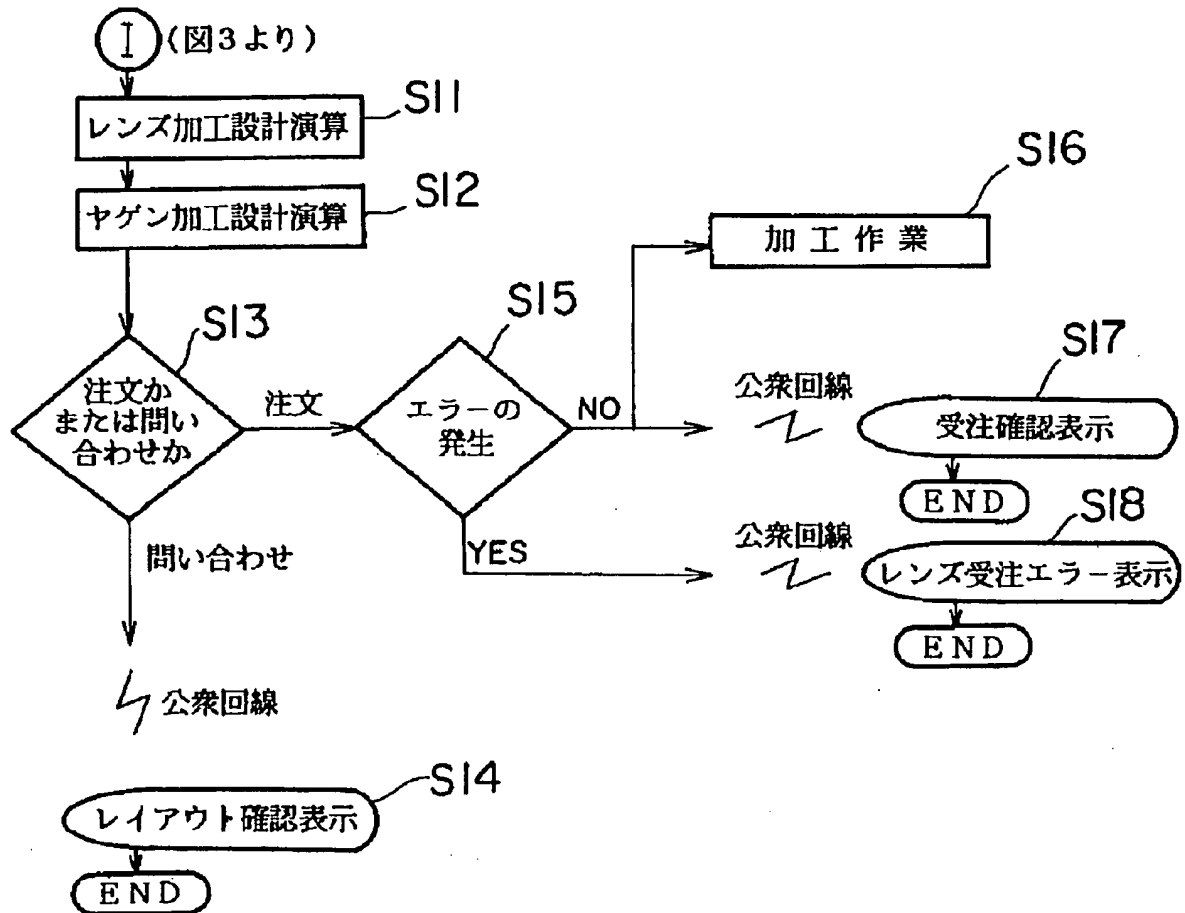 I (図3より)
S11
レンズ加工設計演算
S12
ヤゲン加工設計演算
S16
加工作業
S13
注文か
または問い
合わせか
注文
S15
エラーの
発生
NO
公衆回線
S17
受注確認表示
END
YES
公衆回線
S18
レンズ受注エラー表示
END
問い合わせ
公衆回線
S14
レイアウト確認表示
END